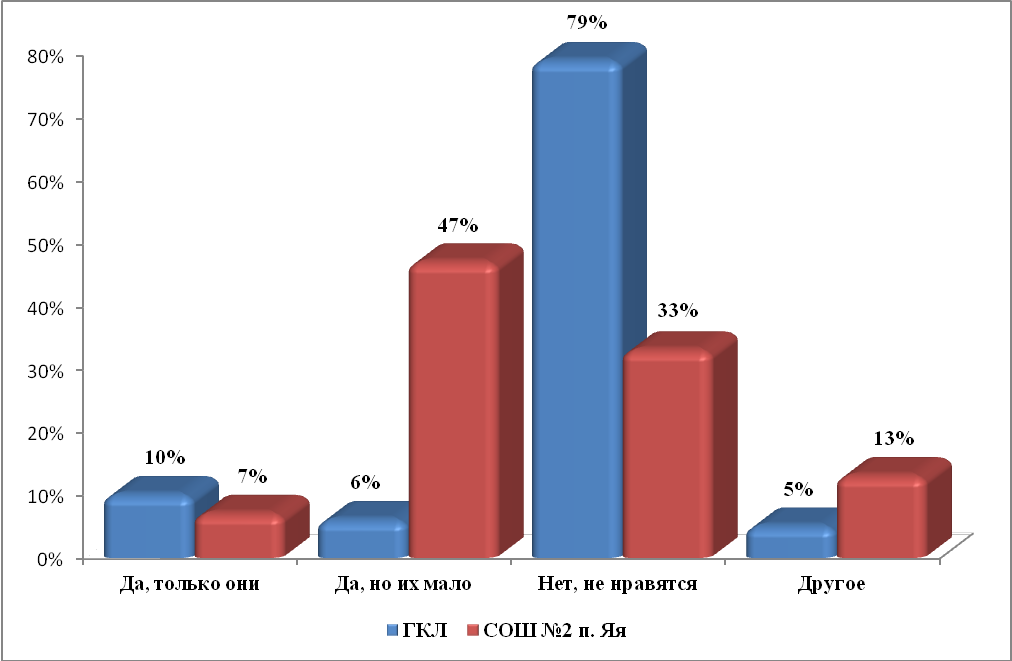 79%
80%
70%
60%
50%
47%
40%
33%
30%
20%
13%
10%
7%
6%
5%
10%
0%
Да, только они
Да, но их мало
Нет, не нравятся
Другое
ГКЛ
СОШ №2 п. Яя